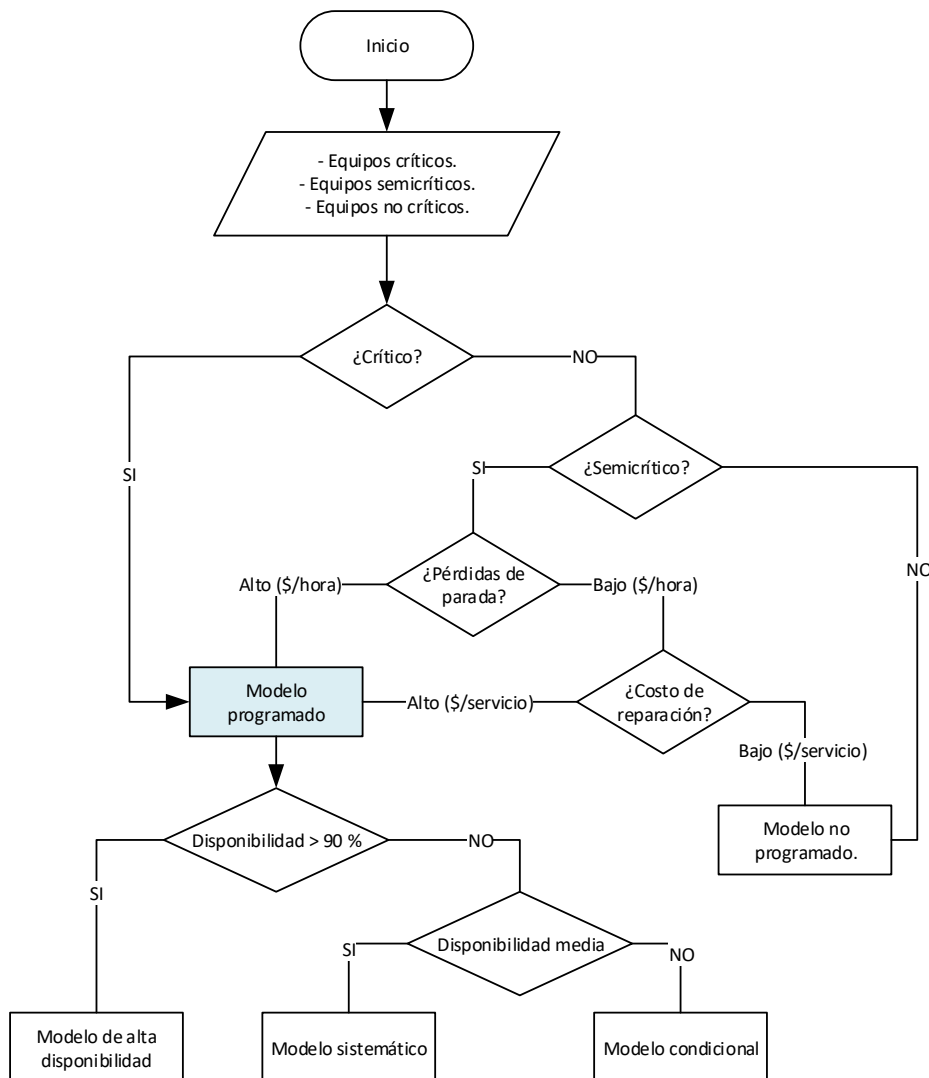 Inicio
- Equipos críticos.
- Equipos semicríticos.
- Equipos no críticos.
¿Crítico?
NO
SI
¿Semicrítico?
SI
NO
¿Pérdidas de
parada?
Alto ($/hora)
Bajo ($/hora)
Modelo
programado
Alto ($/servicio)
¿Costo de
reparación?
Bajo ($/servicio)
Modelo no
programado.
Disponibilidad > 90 %
NO
SI
Disponibilidad media
SI
NO
Modelo de alta
disponibilidad
Modelo sistemático
Modelo condicional